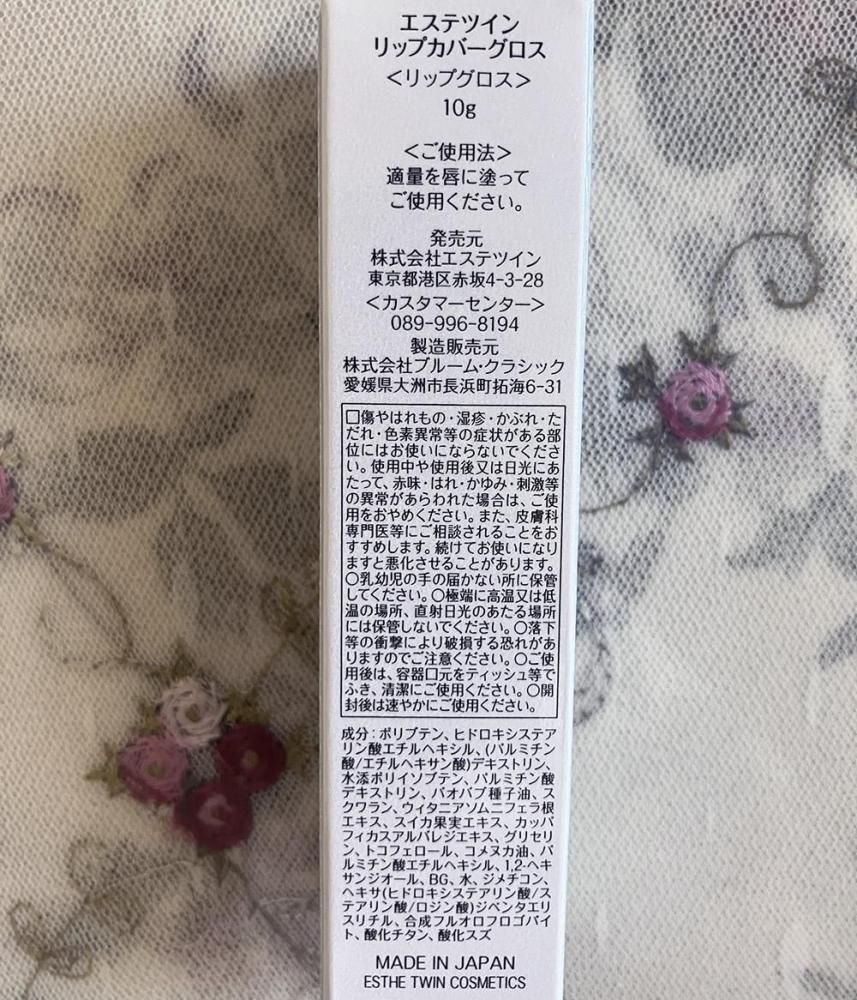 エステツイン
リップカバーグロス
＜リップグロス＞
10g
＜ご使用法＞
適量を唇に塗って
ご使用ください。
発売元
株式会社エステツイン
東京都港区赤坂4-3-28
＜カスタマーセンター＞
089-996-8194
製造販売元
株式会社ブルーム・クラシック
愛媛県大洲市長浜町拓海6-31
□傷やはれもの・湿疹・かぶれ・た
だれ・色素異常等の症状がある部
位にはお使いにならないでくださ
い。使用中や使用後又は日光にあ
たって、赤味・はれ・かゆみ・刺激等
の異常があらわれた場合は、ご使
用をおやめください。また、皮膚科
専門医等にご相談されることをお
すすめします。続けてお使いになり
ますと悪化させることがあります。
○乳幼児の手の届かない所に保管
してください。○極端に高温又は低
温の場所、直射日光のあたる場所
には保管しないでください。○落下
等の衝撃により破損する恐れがあ
りますのでご注意ください。○ご使
用後は、容器口元をティッシュ等で
ふき、清潔にご使用ください。○開
封後は速やかにご使用ください。
成分：ポリブテン、ヒドロキシステア
リン酸エチルヘキシル、(パルミチン
酸/エチルヘキサン酸)デキストリン、
水添ポリイソブテン、パルミチン酸
デキストリン、バオバブ種子油、ス
クワラン、ウィタニアソムニフェラ根
エキス、スイカ果実エキス、カッパ
フィカスアルバレジエキス、グリセリ
ン、トコフェロール、コメヌカ油、パ
ルミチン酸エチルヘキシル、1,2-ヘキ
サンジオール、BG、水、ジメチコン、
ヘキサ(ヒドロキシステアリン酸/ス
テアリン酸/ロジン酸)ジペンタエリ
スリチル、合成フルオロフロゴパイ
ト、酸化チタン、酸化スズ
MADE IN JAPAN
ESTHE TWIN COSMETICS